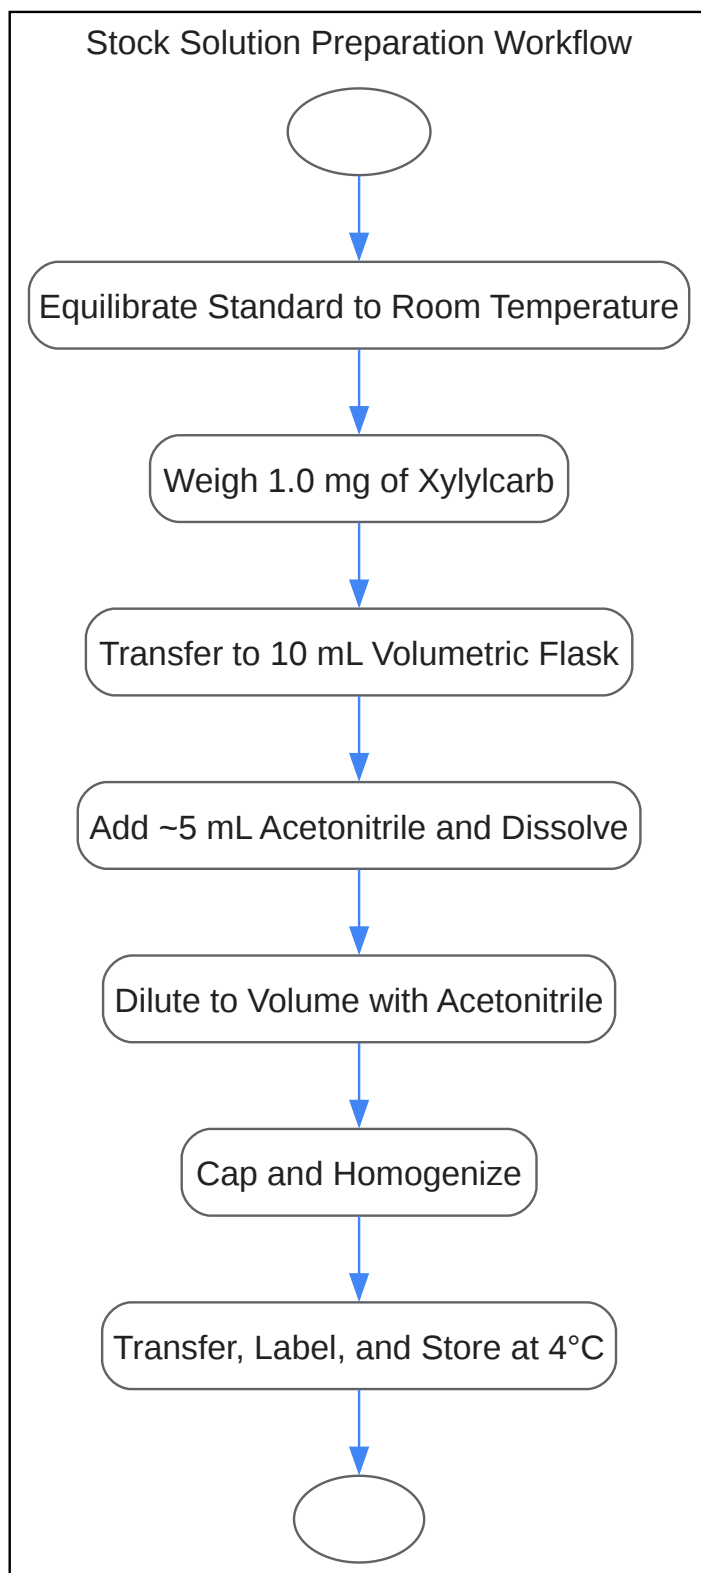 Stock Solution Preparation Workflow
Equilibrate Standard to Room Temperature
Weigh 1.0 mg of Xylylcarb
Transfer to 10 mL Volumetric Flask
Add ~5 mL Acetonitrile and Dissolve
Dilute to Volume with Acetonitrile
Cap and Homogenize
Transfer, Label, and Store at 4°C